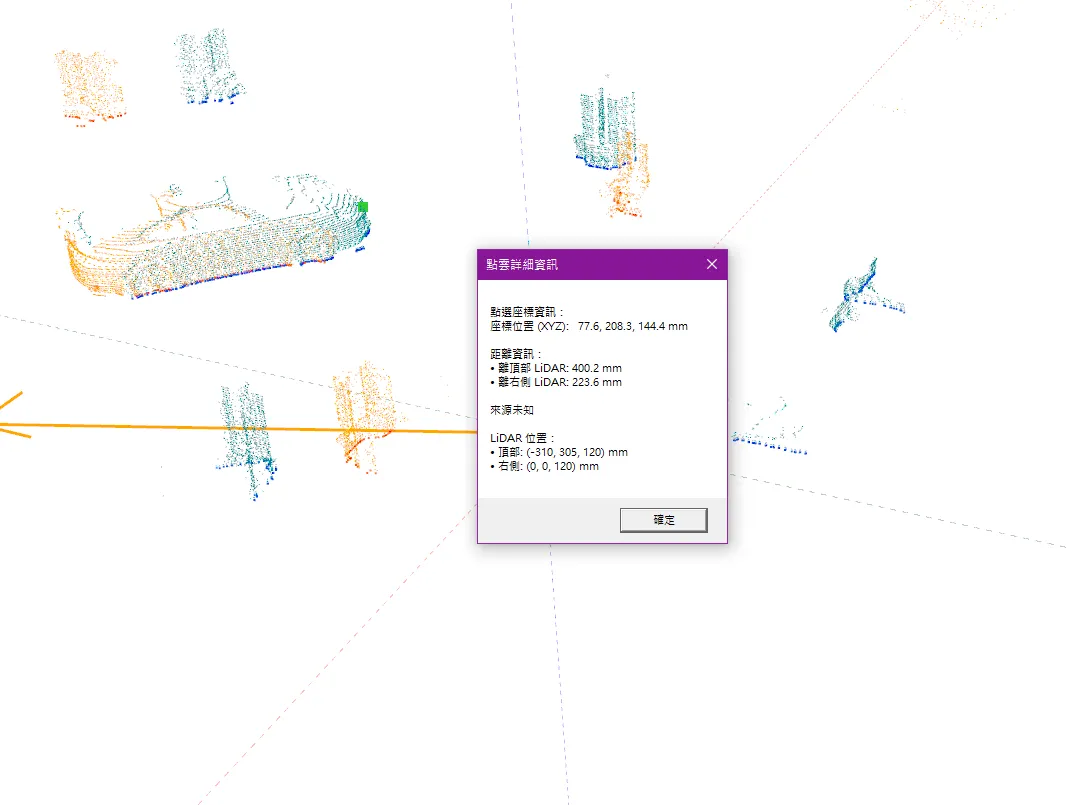 點雲詳細資訊
點選座標資訊：
座標位置 (XYZ): 77.6, 208.3, 144.4 mm
距離資訊：
• 離頂部 LiDAR: 400.2 mm
• 離右側 LiDAR: 223.6 mm
來源未知
LiDAR 位置：
• 頂部: (-310, 305, 120) mm
• 右側: (0, 0, 120) mm
確定